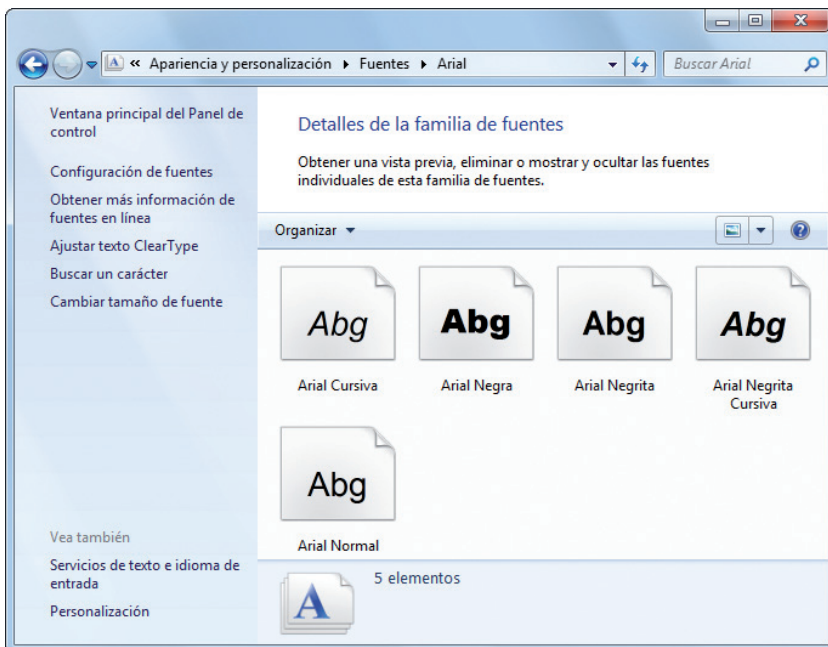 « Apariencia y personalización ▸ Fuentes ▸ Arial
Buscar Arial
Ventana principal del Panel de
control
Configuración de fuentes
Obtener más información de
fuentes en línea
Ajustar texto ClearType
Buscar un carácter
Cambiar tamaño de fuente
Vea también
Servicios de texto e idioma de
entrada
Personalización
Detalles de la familia de fuentes
Obtener una vista previa, eliminar o mostrar y ocultar las fuentes
individuales de esta familia de fuentes.
Organizar
Abg
Arial Cursiva
Abg
Arial Negra
Abg
Arial Negrita
Abg
Arial Negrita
Cursiva
Abg
Arial Normal
A
5 elementos